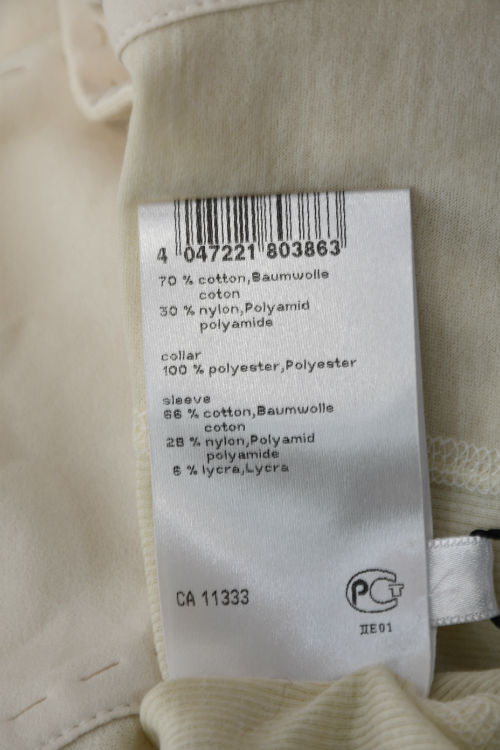 4 047221 803863
70 % cotton,Baumwolle
coton
30 % nylon,Polyamid
polyamide
collar
100 % polyester,Polyester
sleeve
66 % cotton,Baumwolle
coton
28 % nylon,Polyamid
polyamide
6 % lycra,Lycra
CA 11333
РСТ
ПЕ01